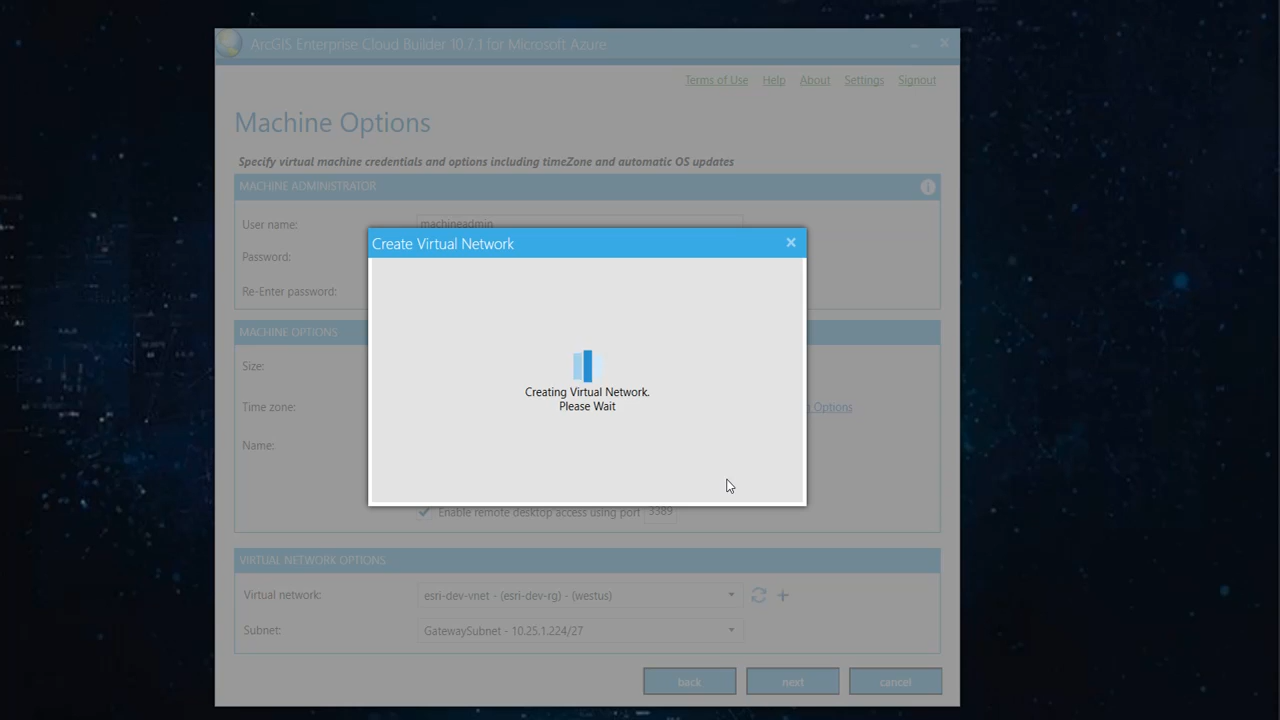 ArcGIS Enterprise Cloud Builder 10.7.1 for Microsoft Azure
Terms of Use Help About Settings Signout
Machine Options
Specify virtual machine credentials and options including timeZone and automatic OS updates
MACHINE ADMINISTRATOR
User name: machineadmin
Create Virtual Network
Password:
Re-Enter password:
MACHINE OPTIONS
Size:
Creating Virtual Network.
Please Wait
Time zone: Options
Name:
Enable remote desktop access using port 3389
VIRTUAL NETWORK OPTIONS
Virtual network: esri-dev-vnet - (esri-dev-rg) - (westus)
Subnet: GatewaySubnet - 10.25.1.224/27
back next cancel